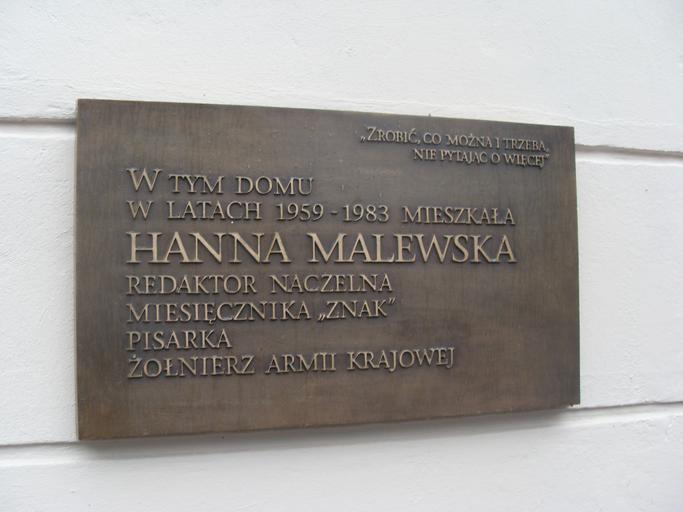 „ZROBIĆ, CO MOŻNA I TRZEBA,
NIE PYTAJĄC O WIĘCEJ”
W TYM DOMU
W LATACH 1959 - 1983 MIESZKAŁA
HANNA MALEWSKA
REDAKTOR NACZELNA
MIESIĘCZNIKA „ZNAK”
PISARKA
ŻOŁNIERZ ARMII KRAJOWEJ